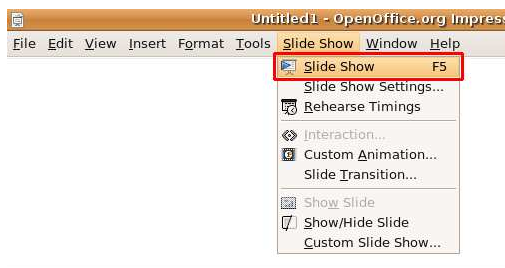 Untitled1 - OpenOffice.org Impress
File Edit View Insert Format Tools Slide Show Window Help
Slide Show F5
Slide Show Settings...
Rehearse Timings
Interaction...
Custom Animation...
Slide Transition...
Show Slide
Show/Hide Slide
Custom Slide Show...